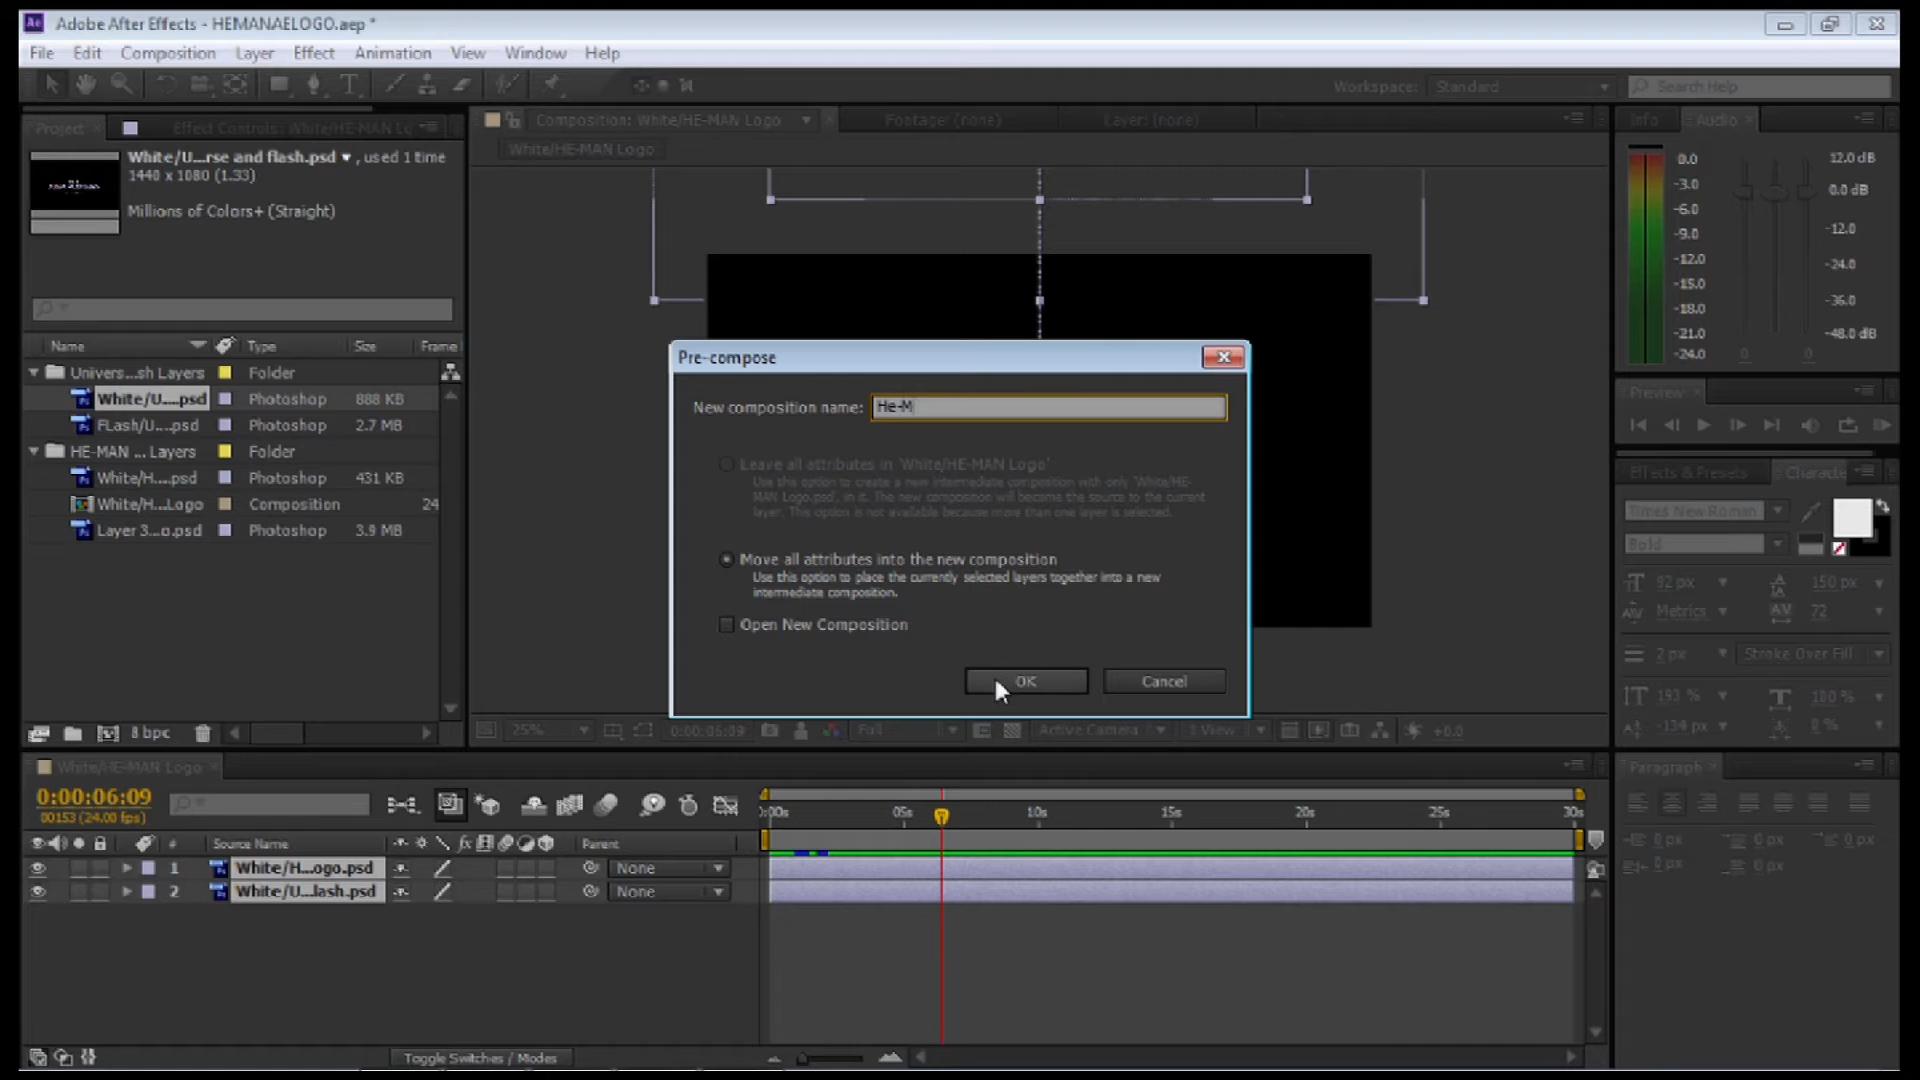 Adobe After Effects - HEMANAELOGO.aep *
File Edit Composition Layer Effect Animation View Window Help
Workspace: Standard Search Help
Project Effect Controls: White/HE-MAN Lo
Composition: White/HE-MAN Logo Footage: (none) Layer: (none)
Info Audio
White/HE-MAN Logo
White/U...rse and flash.psd , used 1 time
1440 x 1080 (1.33)
Millions of Colors+ (Straight)
0.0 12.0 dB
-3.0 0.0 dB
-6.0
-9.0 -12.0
-12.0
-15.0 -24.0
-18.0 -36.0
-21.0 -48.0 dB
-24.0 0 0
Name Type Size Frame
Univers...sh Layers Folder
White/U....psd Photoshop 888 KB
FLash/U....psd Photoshop 2.7 MB
HE-MAN ... Layers Folder
White/H....psd Photoshop 431 KB
White/H...Logo Composition 24
Layer 3...o.psd Photoshop 3.9 MB
8 bpc
Pre-compose
New composition name: He-M
Leave all attributes in 'White/HE-MAN Logo'
Use this option to create a new intermediate composition with only 'White/HE-
MAN Logo.psd', in it. The new composition will become the source to the current
layer. This option is not available because more than one layer is selected.
Move all attributes into the new composition
Use this option to place the currently selected layers together into a new
intermediate composition.
Open New Composition
OK Cancel
25% 0:00:06:09 Full Active Camera 1 View +0.0
Preview
Effects & Presets Characte
Times New Roman
Bold
92 px 150 px
Metrics 72
2 px Stroke Over Fill
193 % 100 %
-134 px 0 %
White/HE-MAN Logo
0:00:06:09
00153 (24.00 fps)
:00s 05s 10s 15s 20s 25s 30s
# Source Name fx Parent
1 White/H...ogo.psd None
2 White/U...lash.psd None
Toggle Switches / Modes
Paragraph
0 px 0 px 0 px
0 px 0 px